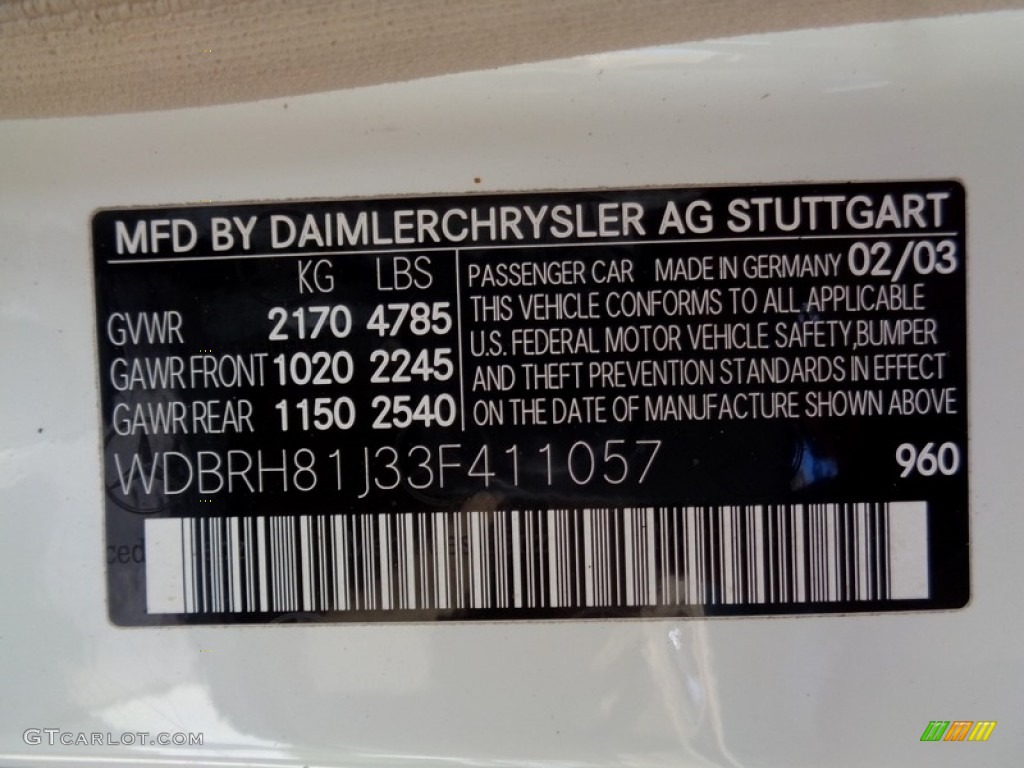 MFD BY DAIMLERCHRYSLER AG STUTTGART
KG LBS
GVWR 2170 4785
GAWR FRONT 1020 2245
GAWR REAR 1150 2540
PASSENGER CAR MADE IN GERMANY 02/03
THIS VEHICLE CONFORMS TO ALL APPLICABLE
U.S. FEDERAL MOTOR VEHICLE SAFETY,BUMPER
AND THEFT PREVENTION STANDARDS IN EFFECT
ON THE DATE OF MANUFACTURE SHOWN ABOVE
WDBRH81J33F411057 960
GTCARLOT.COM